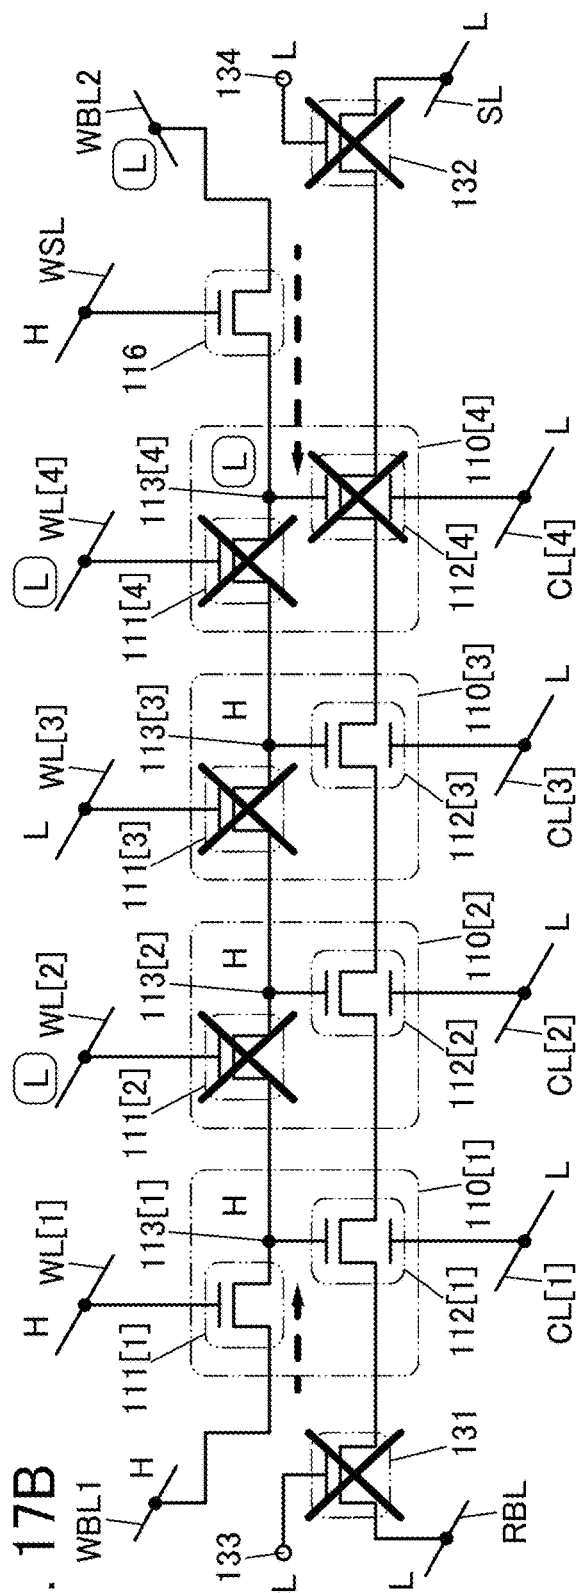 . 17B
WBL1
H
H
WL[1]
L
WL[2]
L
WL[3]
L
WL[4]
H
WSL
L
WBL2
111[1]
113[1]
H
111[2]
113[2]
H
111[3]
113[3]
H
111[4]
113[4]
L
116
133
L
134
L
131
112[1]
110[1]
112[2]
110[2]
112[3]
110[3]
112[4]
110[4]
132
L
RBL
CL[1]
L
CL[2]
L
CL[3]
L
CL[4]
L
SL
L